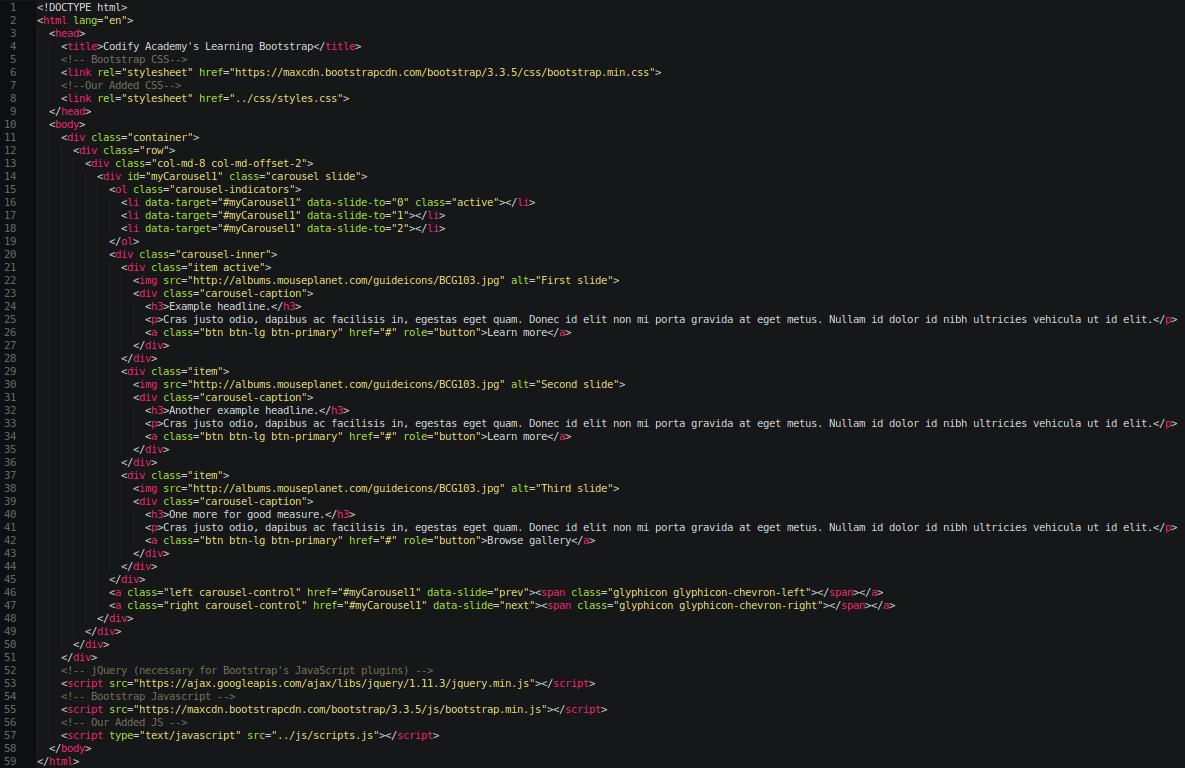 1 <!DOCTYPE html>
2 <html lang="en">
3   <head>
4     <title>Codify Academy's Learning Bootstrap</title>
5     <!-- Bootstrap CSS-->
6     <link rel="stylesheet" href="https://maxcdn.bootstrapcdn.com/bootstrap/3.3.5/css/bootstrap.min.css">
7     <!--Our Added CSS-->
8     <link rel="stylesheet" href="../css/styles.css">
9   </head>
10   <body>
11     <div class="container">
12       <div class="row">
13         <div class="col-md-8 col-md-offset-2">
14           <div id="myCarousel1" class="carousel slide">
15             <ol class="carousel-indicators">
16               <li data-target="#myCarousel1" data-slide-to="0" class="active"></li>
17               <li data-target="#myCarousel1" data-slide-to="1"></li>
18               <li data-target="#myCarousel1" data-slide-to="2"></li>
19             </ol>
20             <div class="carousel-inner">
21               <div class="item active">
22                 <img src="http://albums.mouseplanet.com/guideicons/BCG103.jpg" alt="First slide">
23                 <div class="carousel-caption">
24                   <h3>Example headline.</h3>
25                   <p>Cras justo odio, dapibus ac facilisis in, egestas eget quam. Donec id elit non mi porta gravida at eget metus. Nullam id dolor id nibh ultricies vehicula ut id elit.</p>
26                   <a class="btn btn-lg btn-primary" href="#" role="button">Learn more</a>
27                 </div>
28               </div>
29               <div class="item">
30                 <img src="http://albums.mouseplanet.com/guideicons/BCG103.jpg" alt="Second slide">
31                 <div class="carousel-caption">
32                   <h3>Another example headline.</h3>
33                   <p>Cras justo odio, dapibus ac facilisis in, egestas eget quam. Donec id elit non mi porta gravida at eget metus. Nullam id dolor id nibh ultricies vehicula ut id elit.</p>
34                   <a class="btn btn-lg btn-primary" href="#" role="button">Learn more</a>
35                 </div>
36               </div>
37               <div class="item">
38                 <img src="http://albums.mouseplanet.com/guideicons/BCG103.jpg" alt="Third slide">
39                 <div class="carousel-caption">
40                   <h3>One more for good measure.</h3>
41                   <p>Cras justo odio, dapibus ac facilisis in, egestas eget quam. Donec id elit non mi porta gravida at eget metus. Nullam id dolor id nibh ultricies vehicula ut id elit.</p>
42                   <a class="btn btn-lg btn-primary" href="#" role="button">Browse gallery</a>
43                 </div>
44               </div>
45             </div>
46             <a class="left carousel-control" href="#myCarousel1" data-slide="prev"><span class="glyphicon glyphicon-chevron-left"></span></a>
47             <a class="right carousel-control" href="#myCarousel1" data-slide="next"><span class="glyphicon glyphicon-chevron-right"></span></a>
48           </div>
49         </div>
50       </div>
51     </div>
52     <!-- jQuery (necessary for Bootstrap's JavaScript plugins) -->
53     <script src="https://ajax.googleapis.com/ajax/libs/jquery/1.11.3/jquery.min.js"></script>
54     <!-- Bootstrap Javascript -->
55     <script src="https://maxcdn.bootstrapcdn.com/bootstrap/3.3.5/js/bootstrap.min.js"></script>
56     <!-- Our Added JS -->
57     <script type="text/javascript" src="../js/scripts.js"></script>
58   </body>
59 </html>